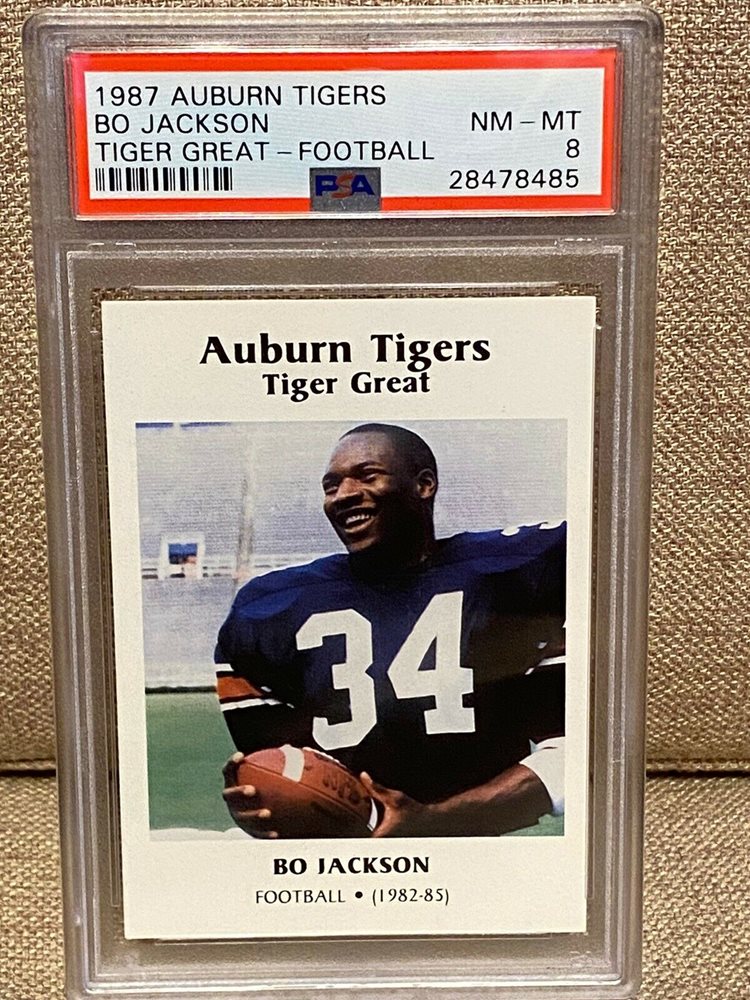 1987 AUBURN TIGERS
BO JACKSON NM - MT
TIGER GREAT - FOOTBALL 8
PSA 28478485
Auburn Tigers
Tiger Great
34
34
BO JACKSON
FOOTBALL • (1982-85)